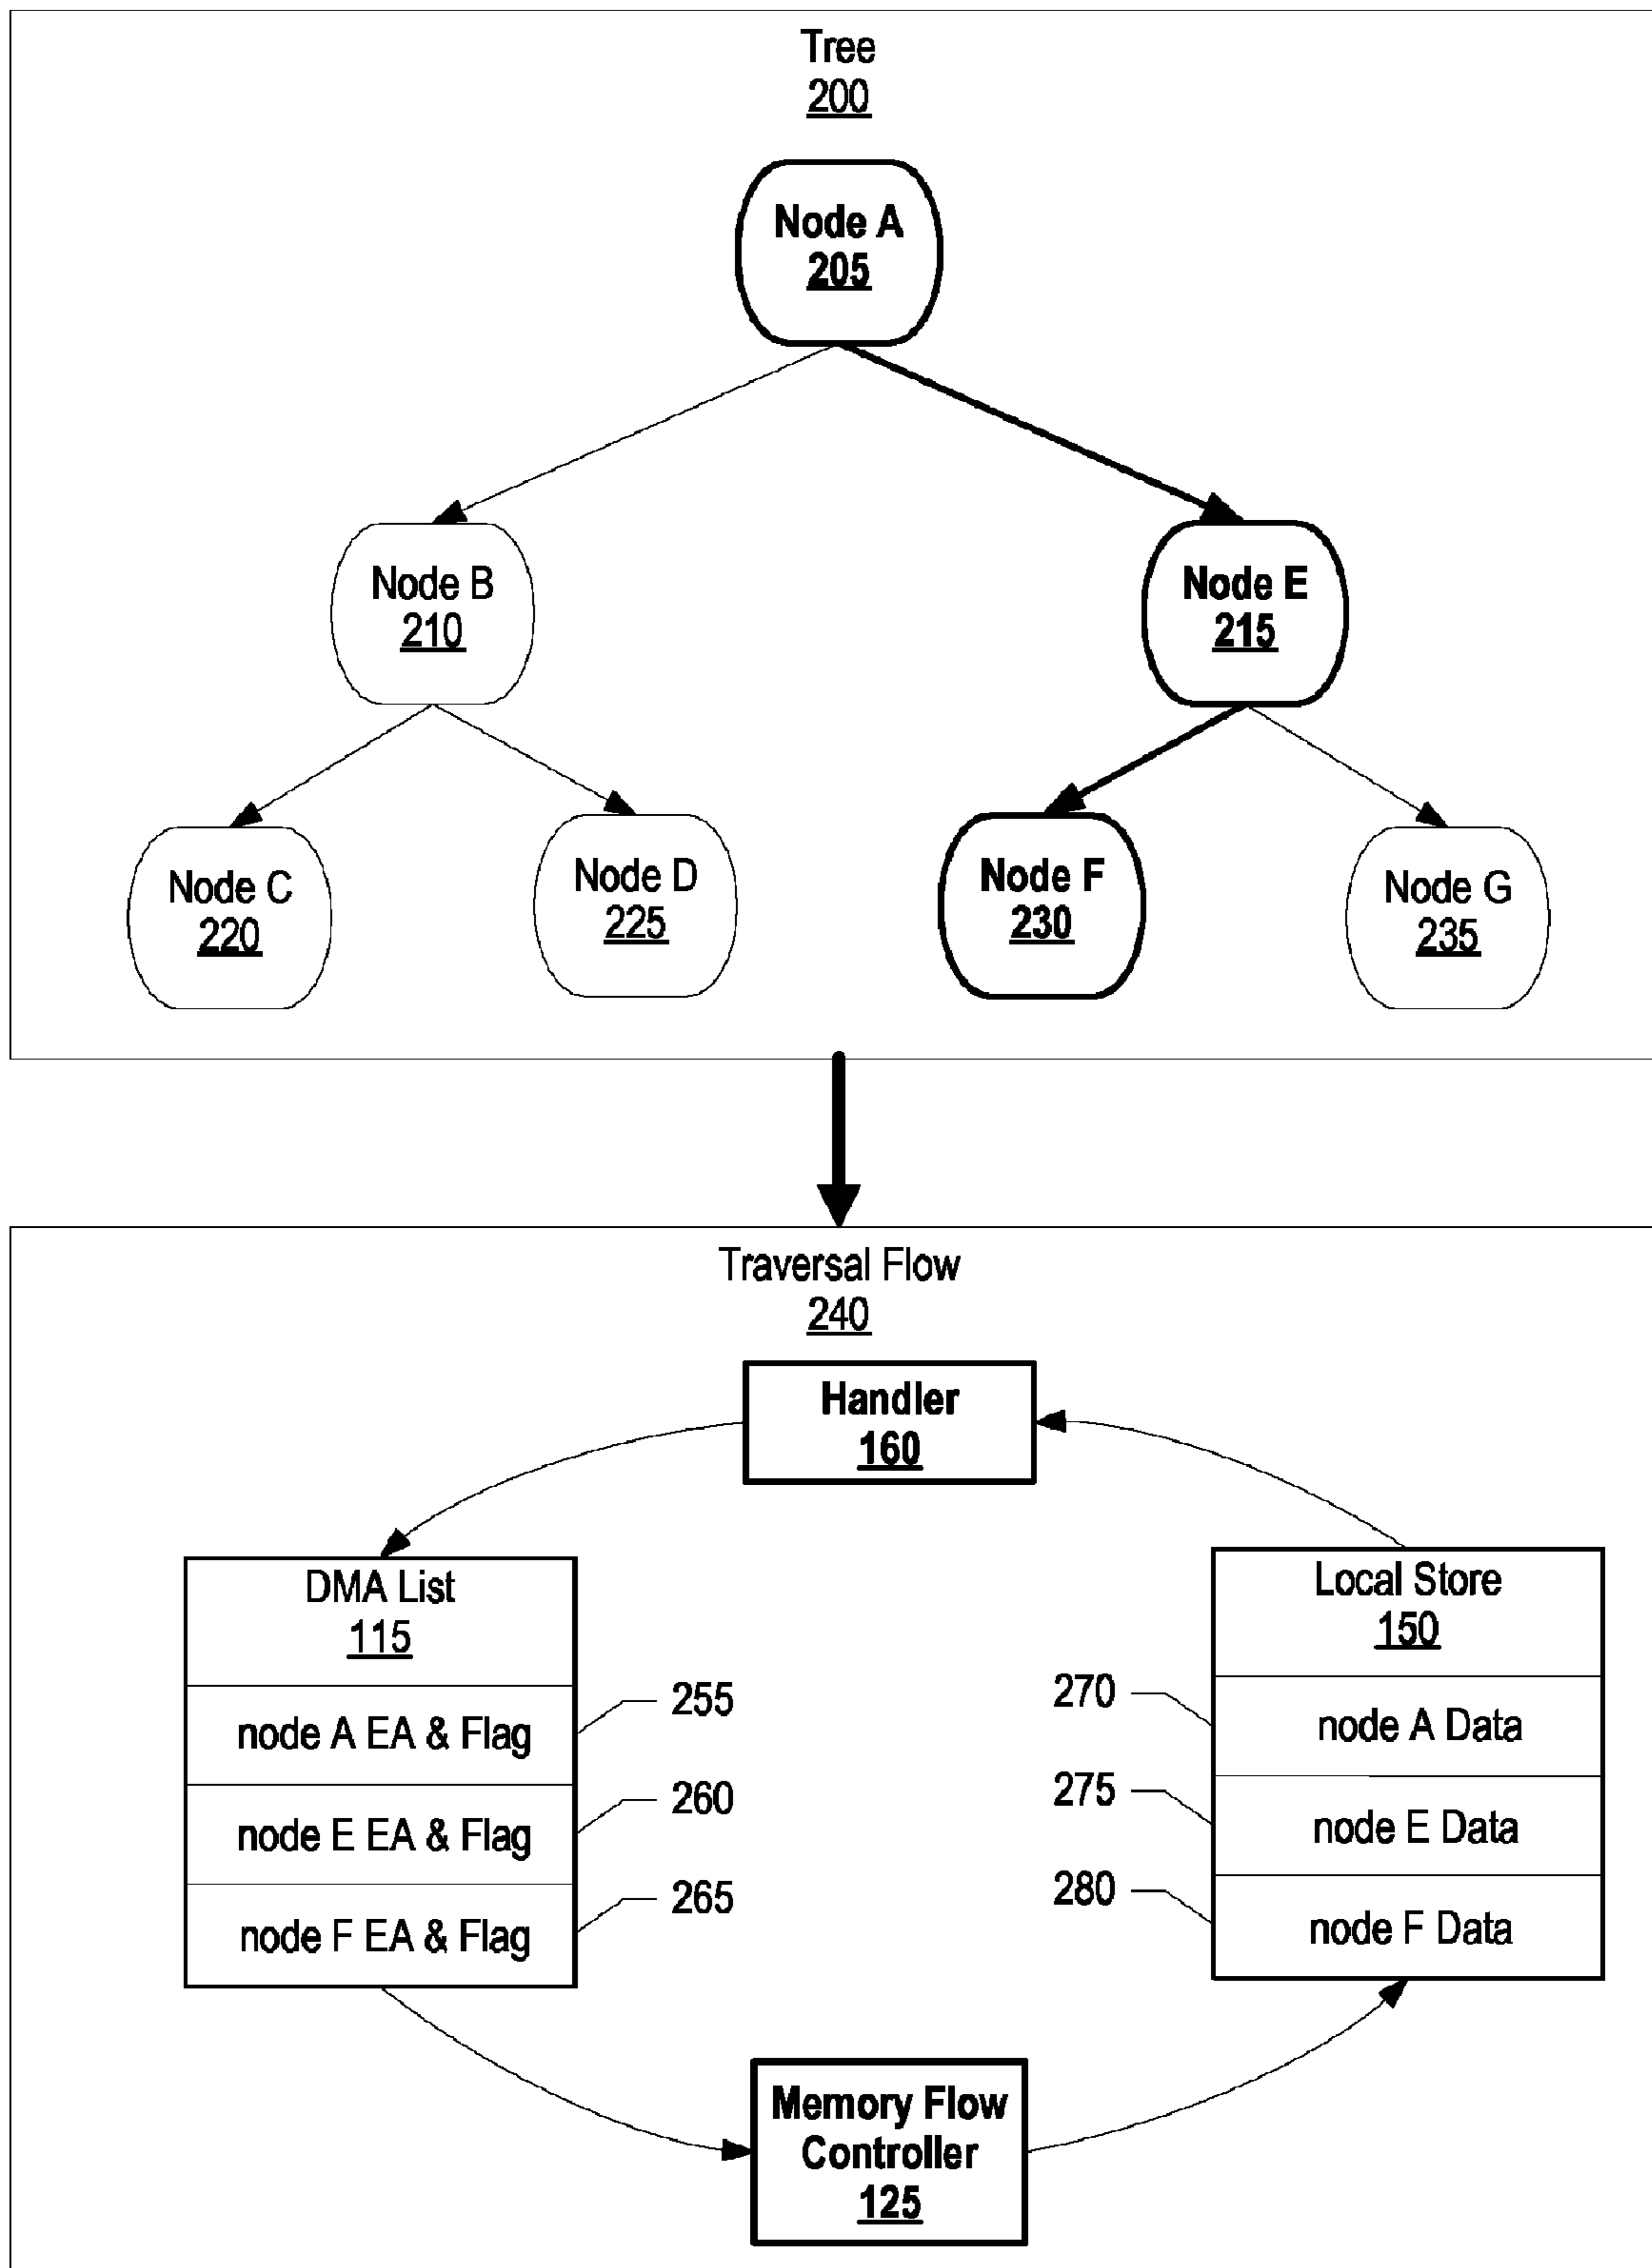 Tree
200
Node A
205
Node B
210
Node E
215
Node C
220
Node D
225
Node F
230
Node G
235
Traversal Flow
240
Handler
160
DMA List
115
node A EA & Flag
255
node E EA & Flag
260
node F EA & Flag
265
Local Store
150
270
node A Data
275
node E Data
280
node F Data
Memory Flow
Controller
125